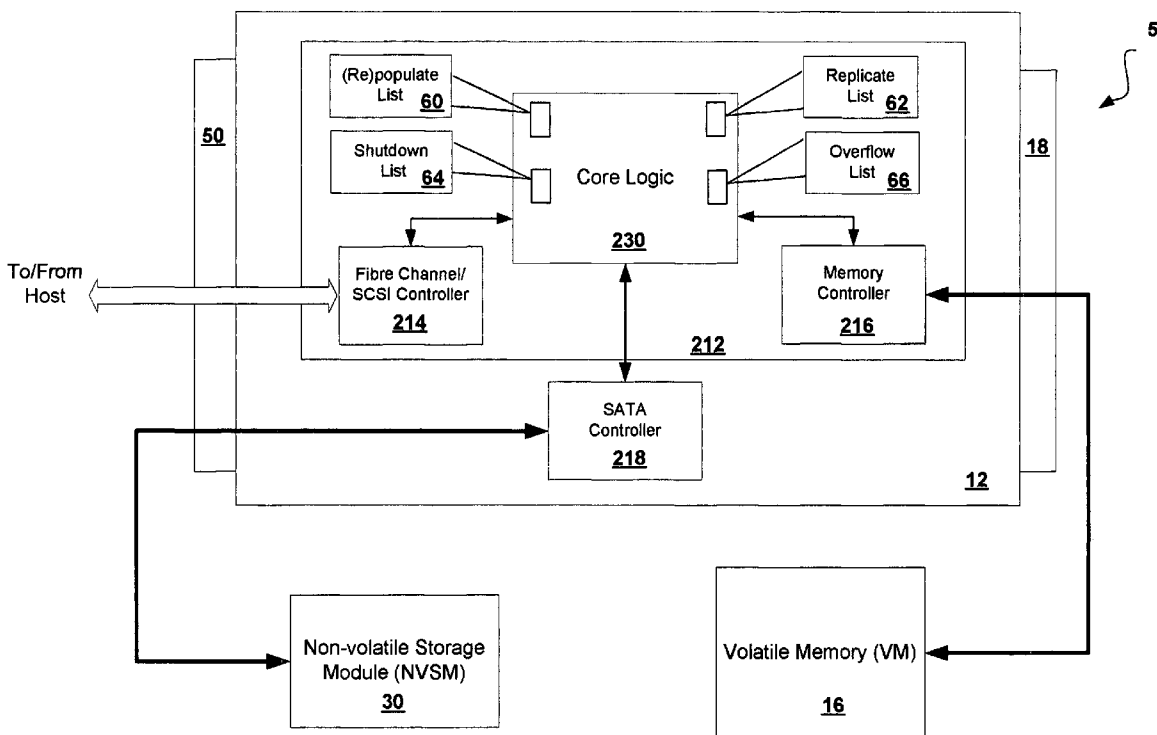 5
(Re)populate
List
60
Replicate
List
62
50
18
Shutdown
List
64
Core Logic
Overflow
List
66
230
To/From
Host
Fibre Channel/
SCSI Controller
214
Memory
Controller
216
212
SATA
Controller
218
12
Non-volatile Storage
Module (NVSM)
30
Volatile Memory (VM)
16